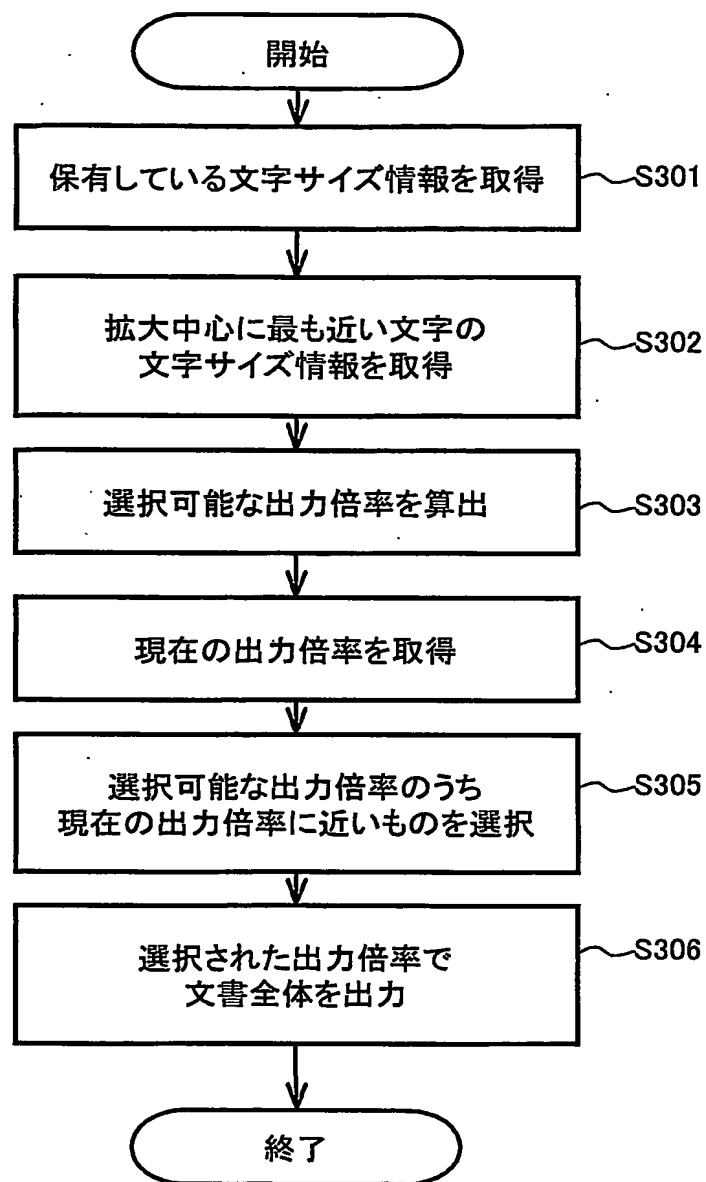 開始
保有している文字サイズ情報を取得
S301
拡大中心に最も近い文字の
文字サイズ情報を取得
S302
選択可能な出力倍率を算出
S303
現在の出力倍率を取得
S304
選択可能な出力倍率のうち
現在の出力倍率に近いものを選択
S305
選択された出力倍率で
文書全体を出力
S306
終了